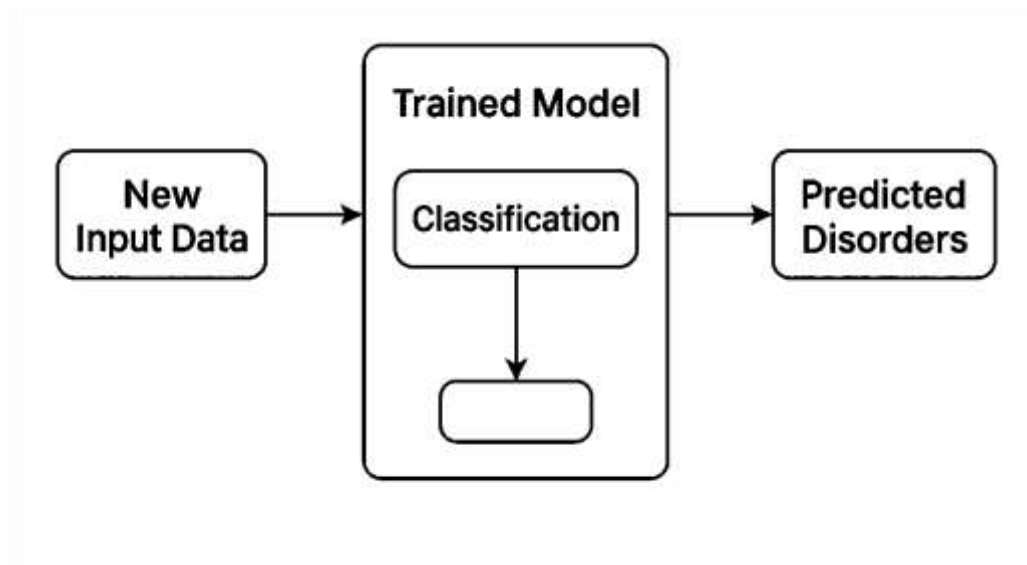 New
Input Data
Trained Model
Classification
Predicted
Disorders